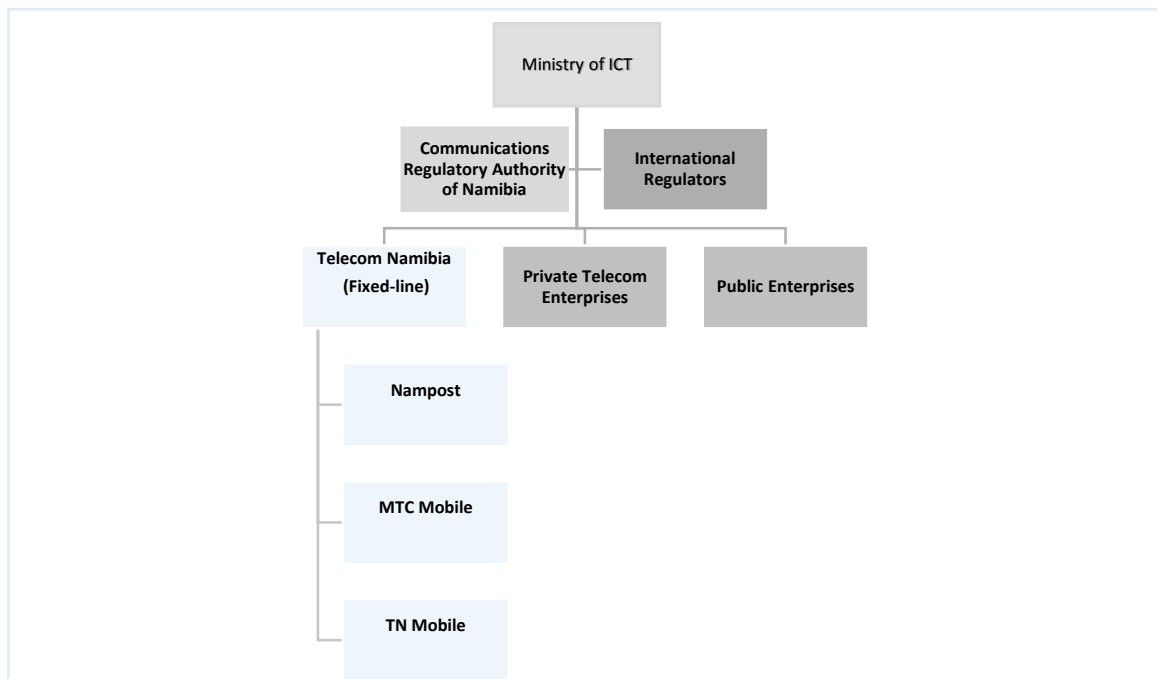 Ministry of ICT
Communications
Regulatory Authority
of Namibia
International
Regulators
Telecom Namibia
(Fixed-line)
Private Telecom
Enterprises
Public Enterprises
Nampost
MTC Mobile
TN Mobile